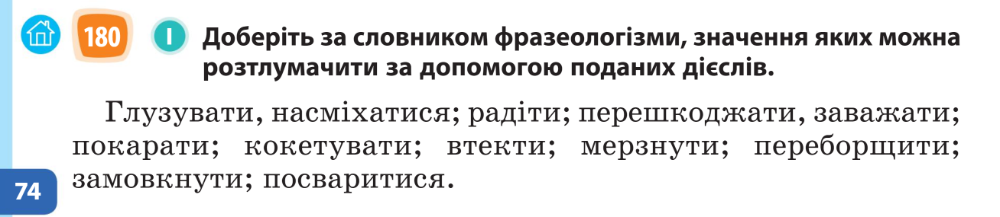 180 I Доберіть за словником фразеологізми, значення яких можна
розтлумачити за допомогою поданих дієслів.
Глузувати, насміхатися; радіти; перешкоджати, заважати;
покарати; кокетувати; втекти; мерзнути; переборщити;
замовкнути; посваритися.
74